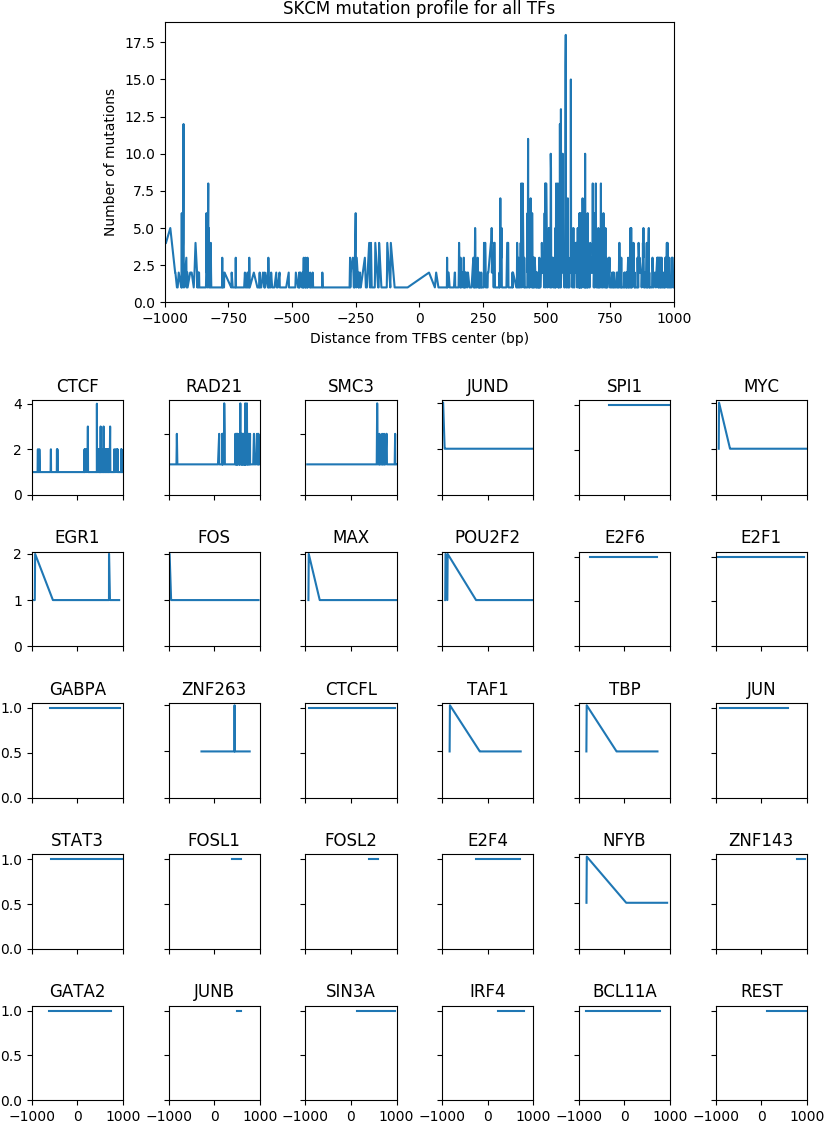 SKCM mutation profile for all TFs
Number of mutations
17.5
15.0
12.5
10.0
7.5
5.0
2.5
0.0
−1000 −750 −500 −250 0 250 500 750 1000
Distance from TFBS center (bp)
CTCF RAD21 SMC3 JUND SPI1 MYC
4
2
0
EGR1 FOS MAX POU2F2 E2F6 E2F1
2
1
0
GABPA ZNF263 CTCFL TAF1 TBP JUN
1.0
0.5
0.0
STAT3 FOSL1 FOSL2 E2F4 NFYB ZNF143
1.0
0.5
0.0
GATA2 JUNB SIN3A IRF4 BCL11A REST
1.0
0.5
0.0
−1000 0 1000 −1000 0 1000 −1000 0 1000 −1000 0 1000 −1000 0 1000 −1000 0 1000